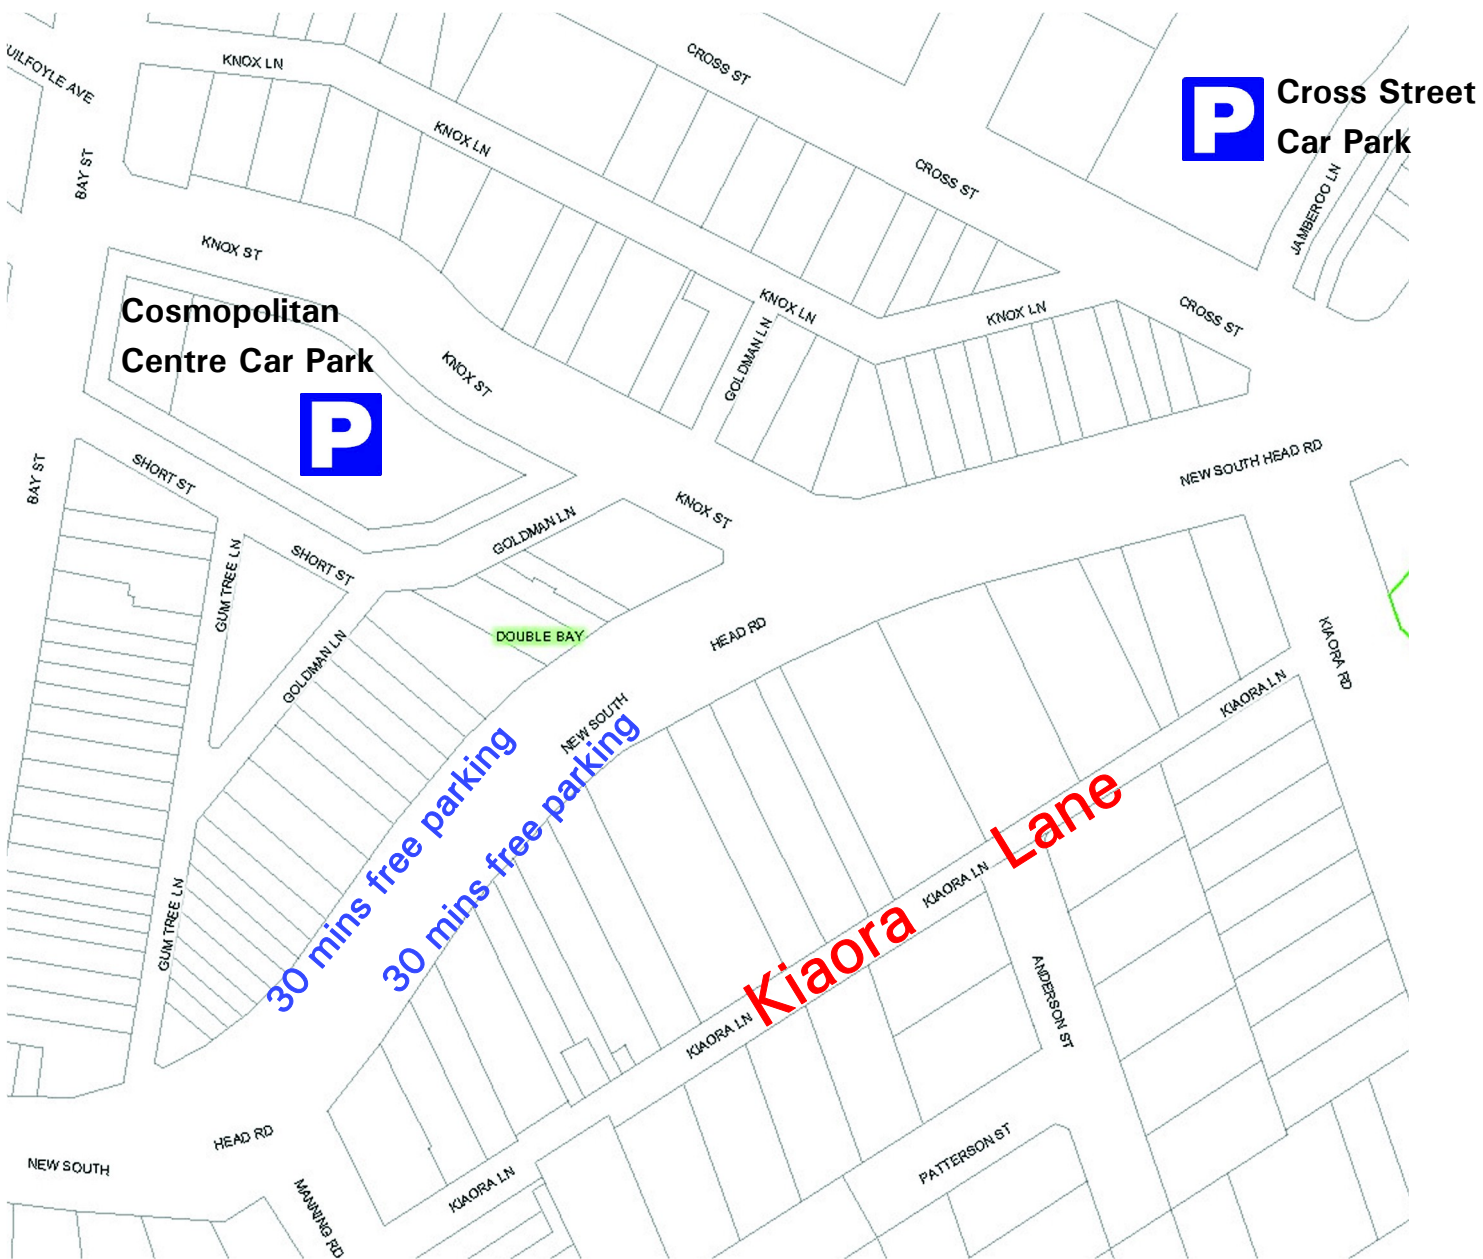 UILFOYLE AVE
KNOX LN
CROSS ST
P
Cross Street
Car Park
KNOX LN
BAY ST
CROSS ST
JAMBEROO LN
KNOX ST
Cosmopolitan
Centre Car Park
P
KNOX LN
KNOX LN
CROSS ST
GOLDMAN LN
KNOX ST
NEW SOUTH HEAD RD
BAY ST
SHORT ST
KNOX ST
GOLDMAN LN
SHORT ST
GUM TREE LN
DOUBLE BAY
HEAD RD
KIAORA RD
GOLDMAN LN
NEW SOUTH
KIAORA LN
30 mins free parking
30 mins free parking
Kiaora Lane
KIAORA LN
GUM TREE LN
ANDERSON ST
KIAORA LN
HEAD RD
NEW SOUTH
PATTERSON ST
KIAORA LN
MANNING RD